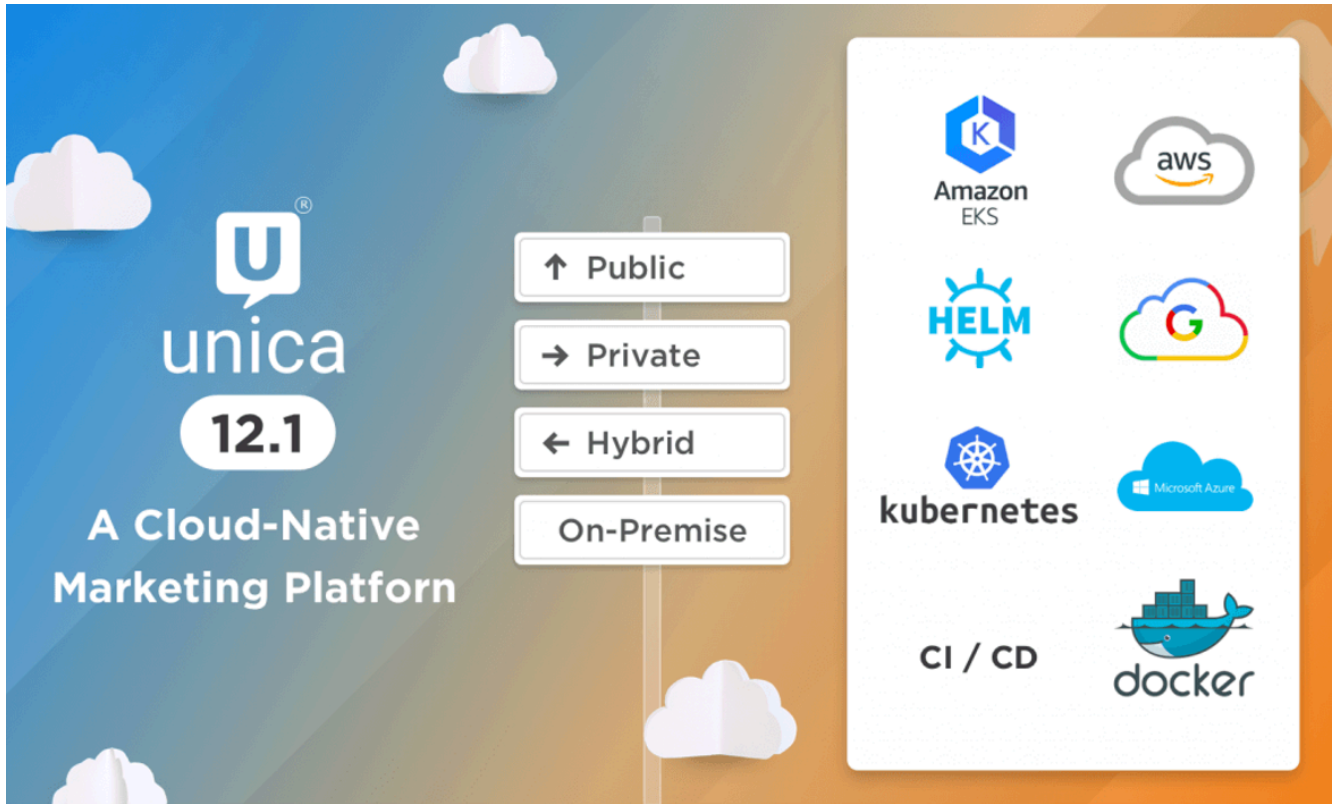 U®
unica
12.1
A Cloud-Native
Marketing Platforn
↑ Public
→ Private
← Hybrid
On-Premise
K
Amazon
EKS
aws
HELM
G
kubernetes
Microsoft Azure
CI / CD
docker